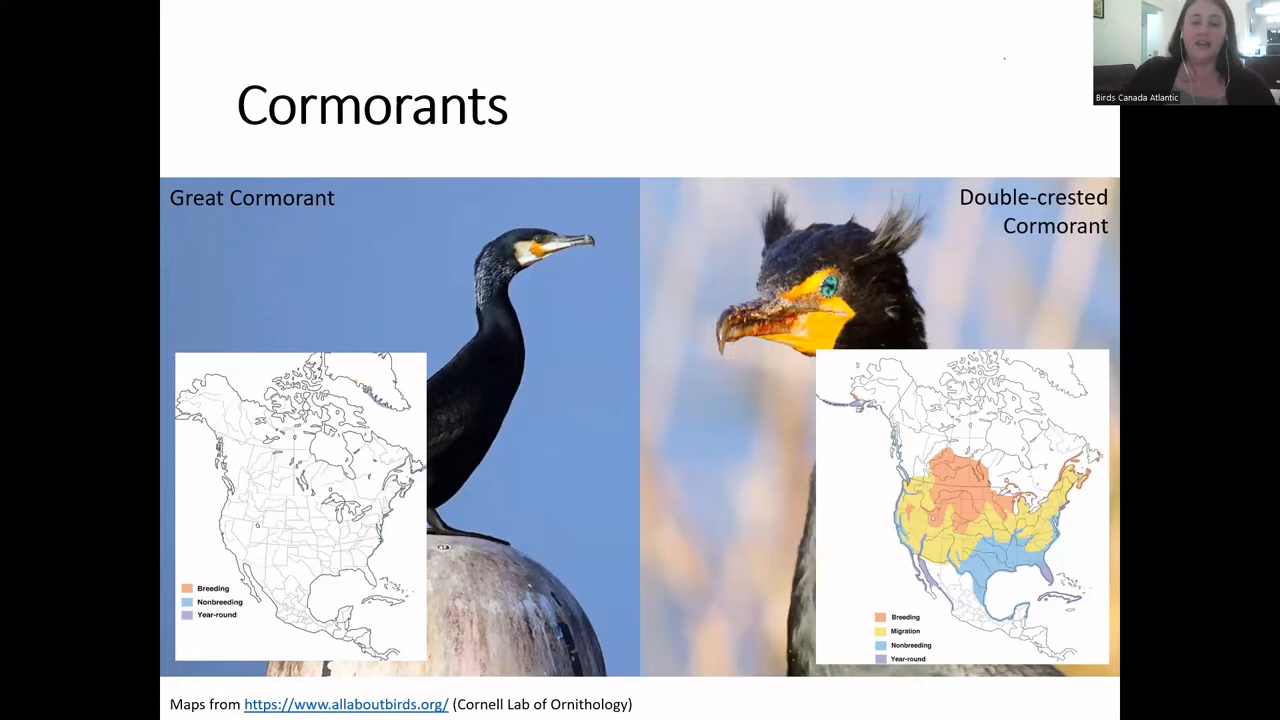 Birds Canada Atlantic
Cormorants
Great Cormorant
Double-crested
Cormorant
Breeding
Nonbreeding
Year-round
Breeding
Migration
Nonbreeding
Year-round
Maps from https://www.allaboutbirds.org/ (Cornell Lab of Ornithology)